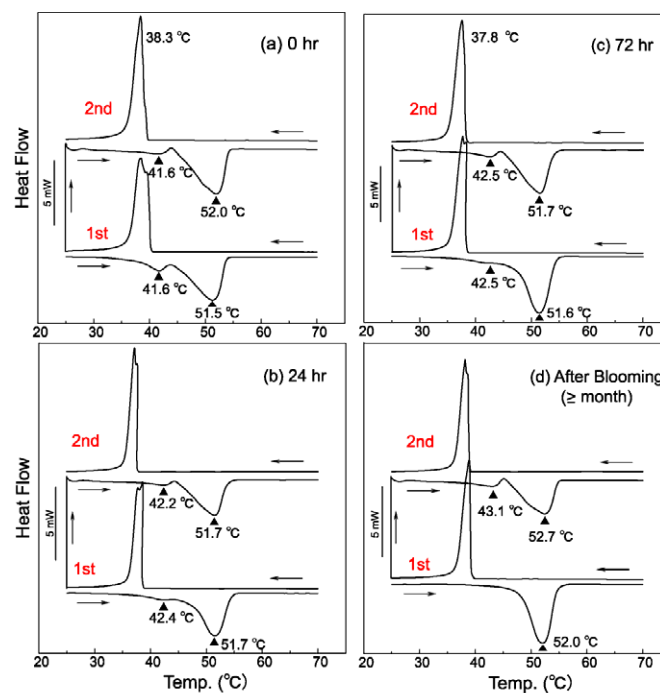 (a) 0 hr
38.3 °C
2nd
41.6 °C
52.0 °C
5 mW
1st
41.6 °C
51.5 °C
20 30 40 50 60 70
Heat Flow
(c) 72 hr
37.8 °C
2nd
42.5 °C
51.7 °C
5 mW
1st
42.5 °C
51.6 °C
20 30 40 50 60 70
(b) 24 hr
2nd
42.2 °C
51.7 °C
5 mW
1st
42.4 °C
51.7 °C
20 30 40 50 60 70
Heat Flow
Temp. (°C)
(d) After Blooming
(≥ month)
2nd
43.1 °C
52.7 °C
5 mW
1st
52.0 °C
20 30 40 50 60 70
Temp. (°C)